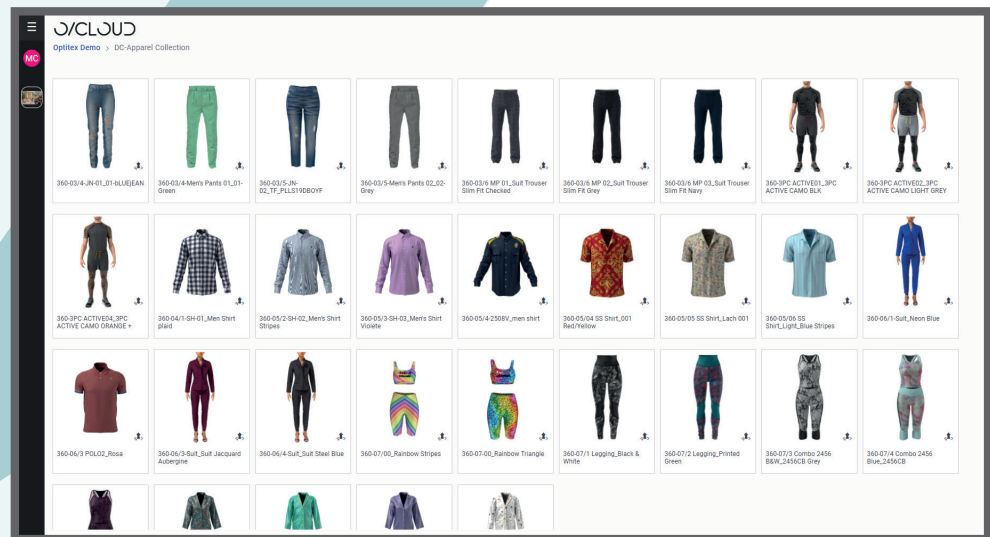 O/CLOUD
MC
Optitex Demo > DC-Apparel Collection
360-03/4-JN-01_01-bLUEjEAN
360-03/4-Men's Pants 01_01-
Green
360-03/5-JN-
02_TF_PLLS19DBOYF
360-03/5-Men's Pants 02_02-
Grey
360-03/6 MP 01_Suit Trouser
Slim Fit Checked
360-03/6 MP 02_Suit Trouser
Slim Fit Grey
360-03/6 MP 03_Suit Trouser
Slim Fit Navy
360-3PC ACTIVE01_3PC
ACTIVE CAMO BLK
360-3PC ACTIVE02_3PC
ACTIVE CAMO LIGHT GREY
360-3PC ACTIVE04_3PC
ACTIVE CAMO ORANGE +
360-04/1-SH-01_Men Shirt
plaid
360-05/2-SH-02_Men's Shirt
Stripes
360-05/3-SH-03_Men's Shirt
Violete
360-05/4-2508V_men shirt
360-05/04 SS Shirt_001
Red/Yellow
360-05/05 SS Shirt_Lach 001
360-05/06 SS
Shirt_Light_Blue Stripes
360-06/1-Suit_Neon Blue
360-06/3 POLO2_Rosa
360-06/3-Suit_Suit Jacquard
Aubergine
360-06/4-Suit_Suit Steel Blue
360-07/00_Rainbow Stripes
360-07-00_Rainbow Triangle
360-07/1 Legging_Black &
White
360-07/2 Legging_Printed
Green
360-07/3 Combo 2456
B&W_2456CB Grey
360-07/4 Combo 2456
Blue_2456CB